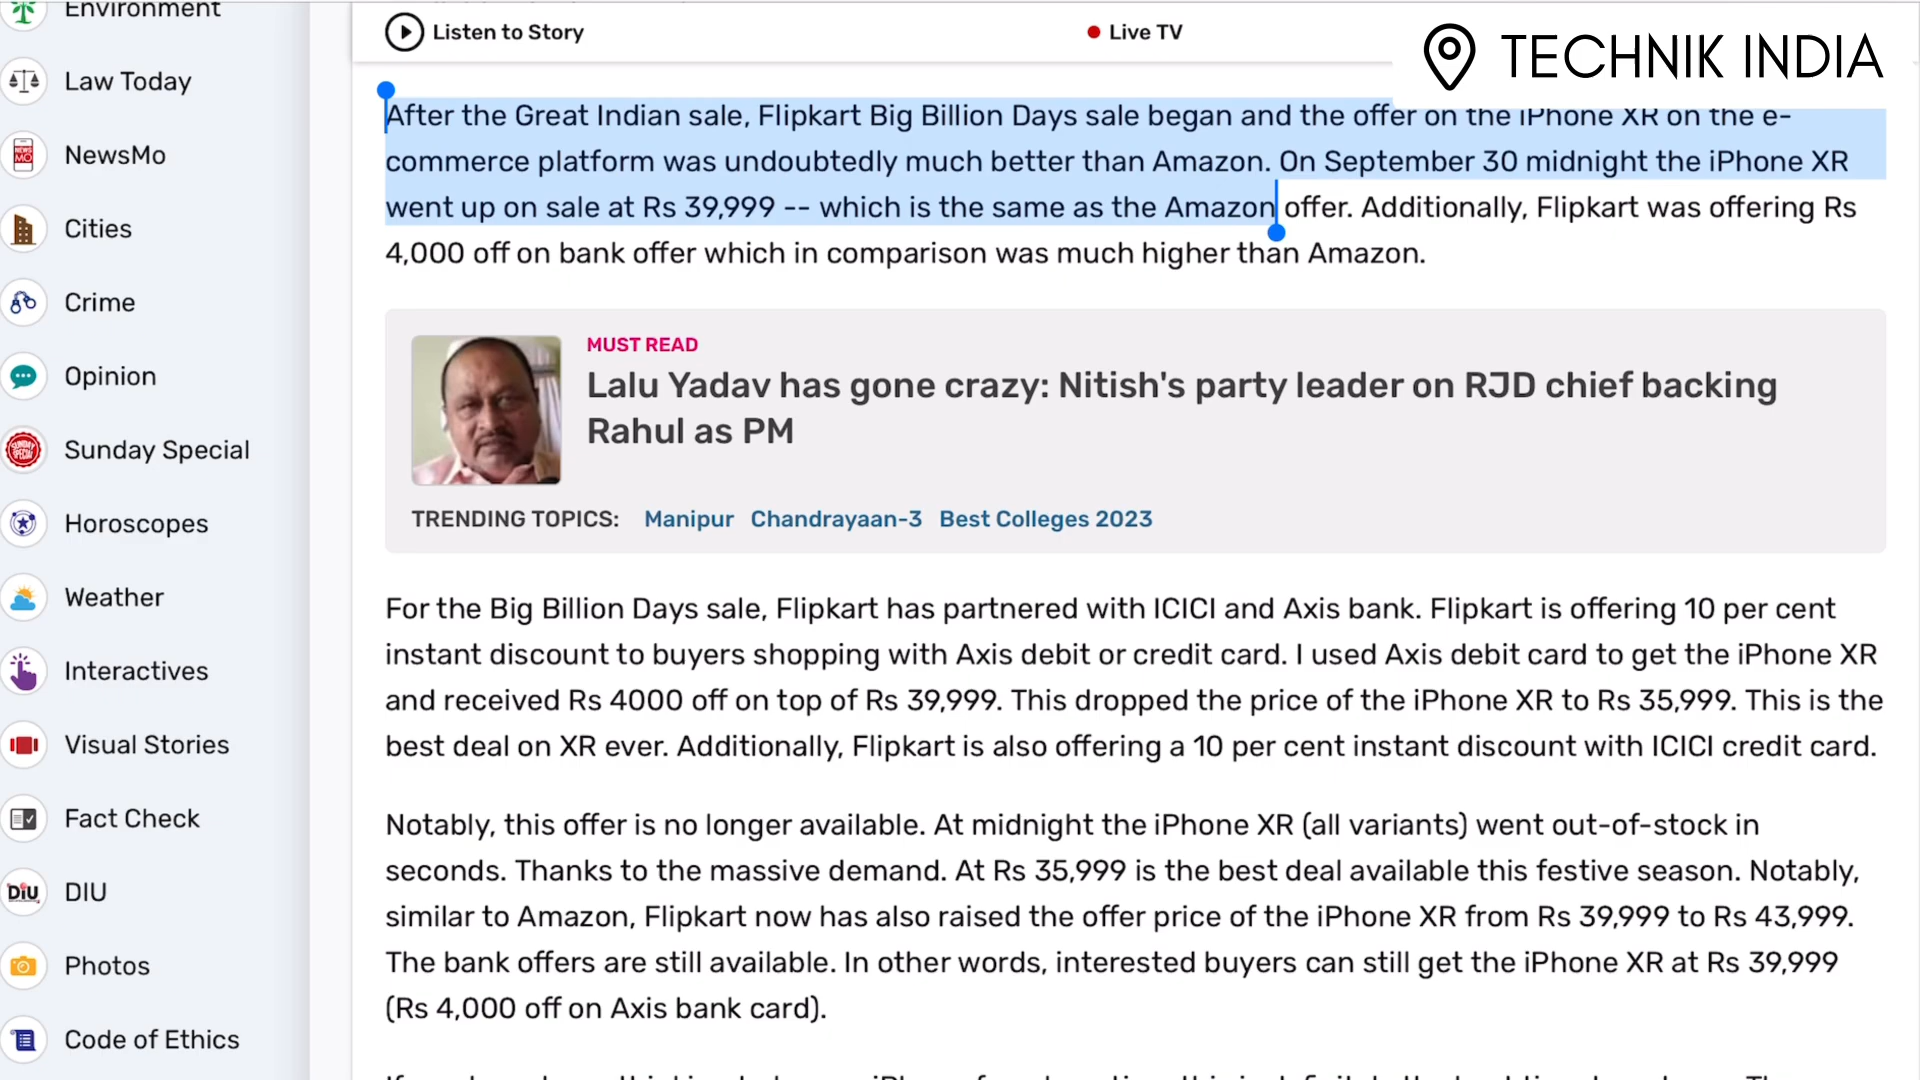 Environment
Law Today
NewsMo
Cities
Crime
Opinion
Sunday Special
Horoscopes
Weather
Interactives
Visual Stories
Fact Check
DIU
Photos
Code of Ethics
Listen to Story
Live TV
TECHNIK INDIA
After the Great Indian sale, Flipkart Big Billion Days sale began and the offer on the iPhone XR on the e-
commerce platform was undoubtedly much better than Amazon. On September 30 midnight the iPhone XR
went up on sale at Rs 39,999 -- which is the same as the Amazon offer. Additionally, Flipkart was offering Rs
4,000 off on bank offer which in comparison was much higher than Amazon.
MUST READ
Lalu Yadav has gone crazy: Nitish's party leader on RJD chief backing
Rahul as PM
TRENDING TOPICS: Manipur Chandrayaan-3 Best Colleges 2023
For the Big Billion Days sale, Flipkart has partnered with ICICI and Axis bank. Flipkart is offering 10 per cent
instant discount to buyers shopping with Axis debit or credit card. I used Axis debit card to get the iPhone XR
and received Rs 4000 off on top of Rs 39,999. This dropped the price of the iPhone XR to Rs 35,999. This is the
best deal on XR ever. Additionally, Flipkart is also offering a 10 per cent instant discount with ICICI credit card.
Notably, this offer is no longer available. At midnight the iPhone XR (all variants) went out-of-stock in
seconds. Thanks to the massive demand. At Rs 35,999 is the best deal available this festive season. Notably,
similar to Amazon, Flipkart now has also raised the offer price of the iPhone XR from Rs 39,999 to Rs 43,999.
The bank offers are still available. In other words, interested buyers can still get the iPhone XR at Rs 39,999
(Rs 4,000 off on Axis bank card).